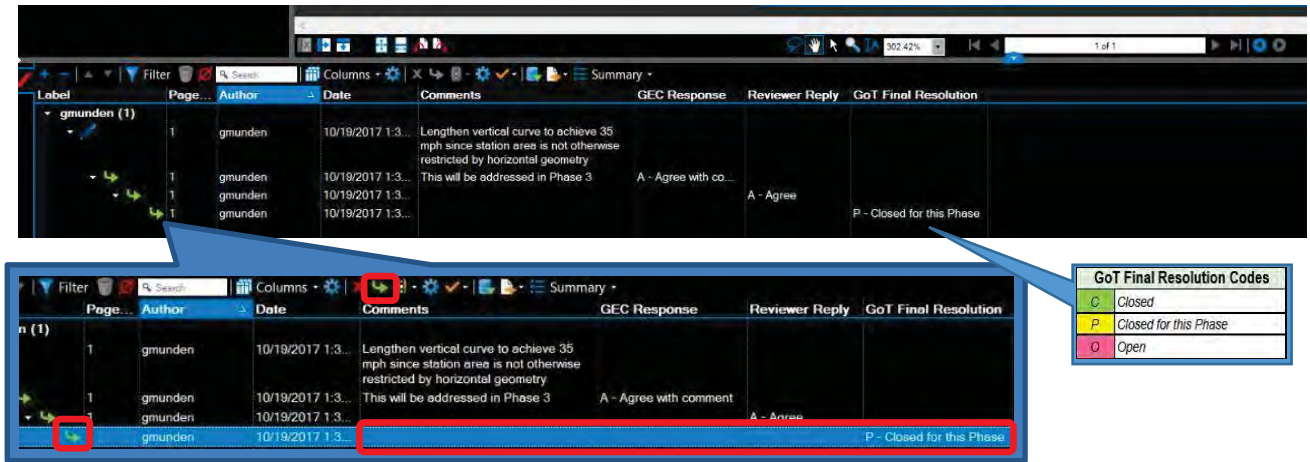 302.42%
1 of 1
Filter Search Columns Summary
Label Page... Author Date Comments GEC Response Reviewer Reply GoT Final Resolution
gmunden (1)
1 gmunden 10/19/2017 1:3... Lengthen vertical curve to achieve 35
mph since station area is not otherwise
restricted by horizontal geometry
1 gmunden 10/19/2017 1:3... This will be addressed in Phase 3 A - Agree with co...
1 gmunden 10/19/2017 1:3... A - Agree
1 gmunden 10/19/2017 1:3... P - Closed for this Phase
Filter Search Columns Summary
Page... Author Date Comments GEC Response Reviewer Reply GoT Final Resolution
n (1)
1 gmunden 10/19/2017 1:3... Lengthen vertical curve to achieve 35
mph since station area is not otherwise
restricted by horizontal geometry
1 gmunden 10/19/2017 1:3... This will be addressed in Phase 3 A - Agree with comment
1 gmunden 10/19/2017 1:3... A - Agree
gmunden 10/19/2017 1:3... P - Closed for this Phase
GoT Final Resolution Codes
C Closed
P Closed for this Phase
O Open